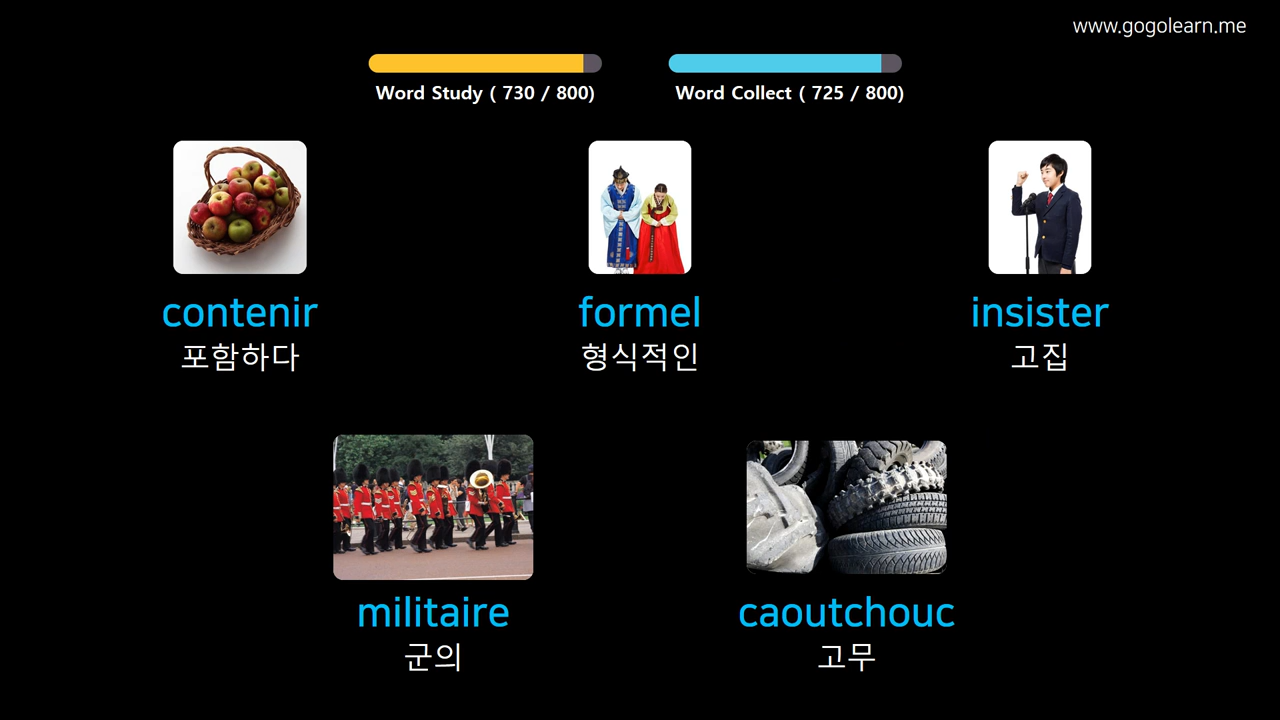 www.gogolearn.me
Word Study ( 730 / 800)
Word Collect ( 725 / 800)
contenir
포함하다
formel
형식적인
insister
고집
militaire
군의
caoutchouc
고무